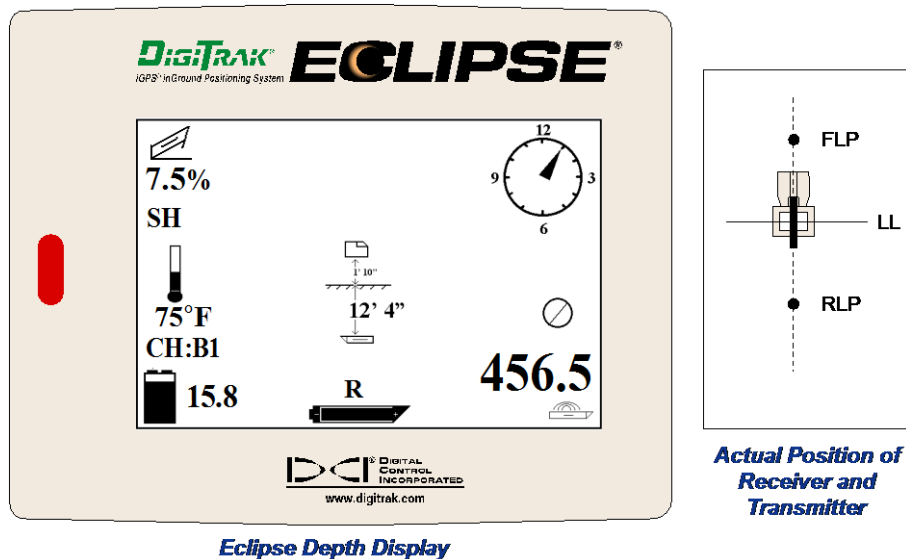 DIGITRAK®
iGPS® inGround Positioning System
ECLIPSE®
7.5%
SH
75°F
CH:B1
15.8
1' 10"
12' 4”
R
12
9
3
6
456.5
DCI® DIGITAL
CONTROL
INCORPORATED
www.digitrak.com
Eclipse Depth Display
FLP
LL
RLP
Actual Position of
Receiver and
Transmitter